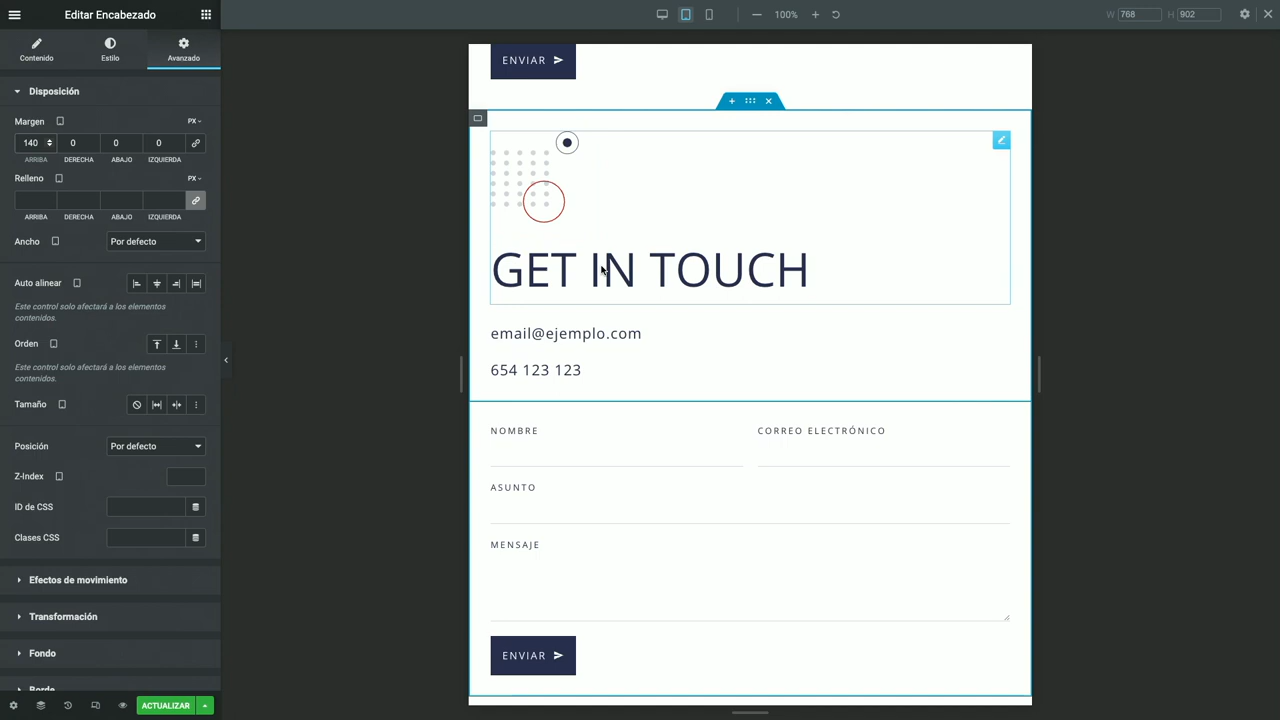 Editar Encabezado
100%
W 768 H 902
Contenido Estilo Avanzado
Disposición
Margen PX
140 0 0 0
ARRIBA DERECHA ABAJO IZQUIERDA
Relleno PX
ARRIBA DERECHA ABAJO IZQUIERDA
Ancho Por defecto
Auto alinear
Este control solo afectará a los elementos
contenidos.
Orden
Este control solo afectará a los elementos
contenidos.
Tamaño
Posición Por defecto
Z-Index
ID de CSS
Clases CSS
Efectos de movimiento
Transformación
Fondo
Borde
ACTUALIZAR
ENVIAR
GET IN TOUCH
email@ejemplo.com
654 123 123
NOMBRE CORREO ELECTRÓNICO
ASUNTO
MENSAJE
ENVIAR